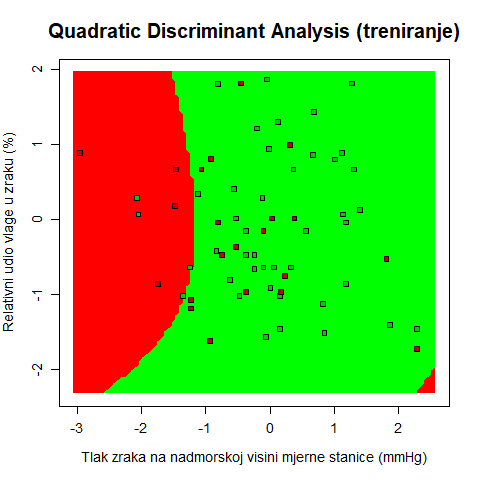 Quadratic Discriminant Analysis (treniranje)
Relativni udio vlage u zraku (%)
2
1
0
-1
-2
-3 -2 -1 0 1 2
Tlak zraka na nadmorskoj visini mjerne stanice (mmHg)